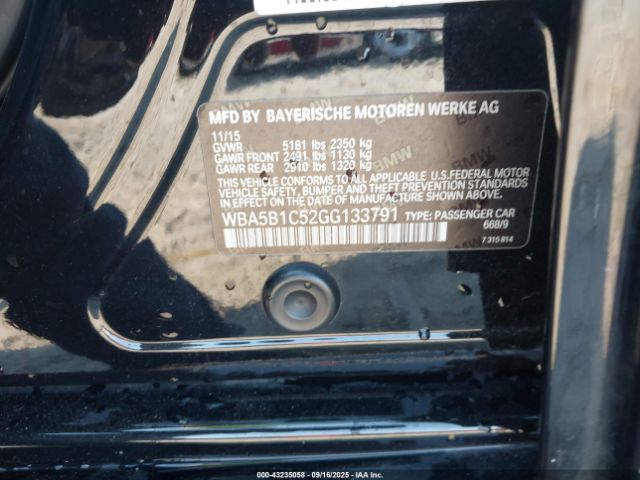 MFD BY BAYERISCHE MOTOREN WERKE AG
11/15
GVWR 5181 lbs 2350 kg
GAWR FRONT 2491 lbs 1130 kg
GAWR REAR 2910 lbs 1320 kg
THIS VEHICLE CONFORMS TO ALL APPLICABLE U.S.FEDERAL MOTOR
VEHICLE SAFETY, BUMPER AND THEFT PREVENTION STANDARDS
IN EFFECT ON THE DATE OF MANUFACTURE SHOWN ABOVE.
WBA5B1C52GG133791 TYPE: PASSENGER CAR
668/9
7 315 814
000-43235058 09/16/2025 IAA Inc.